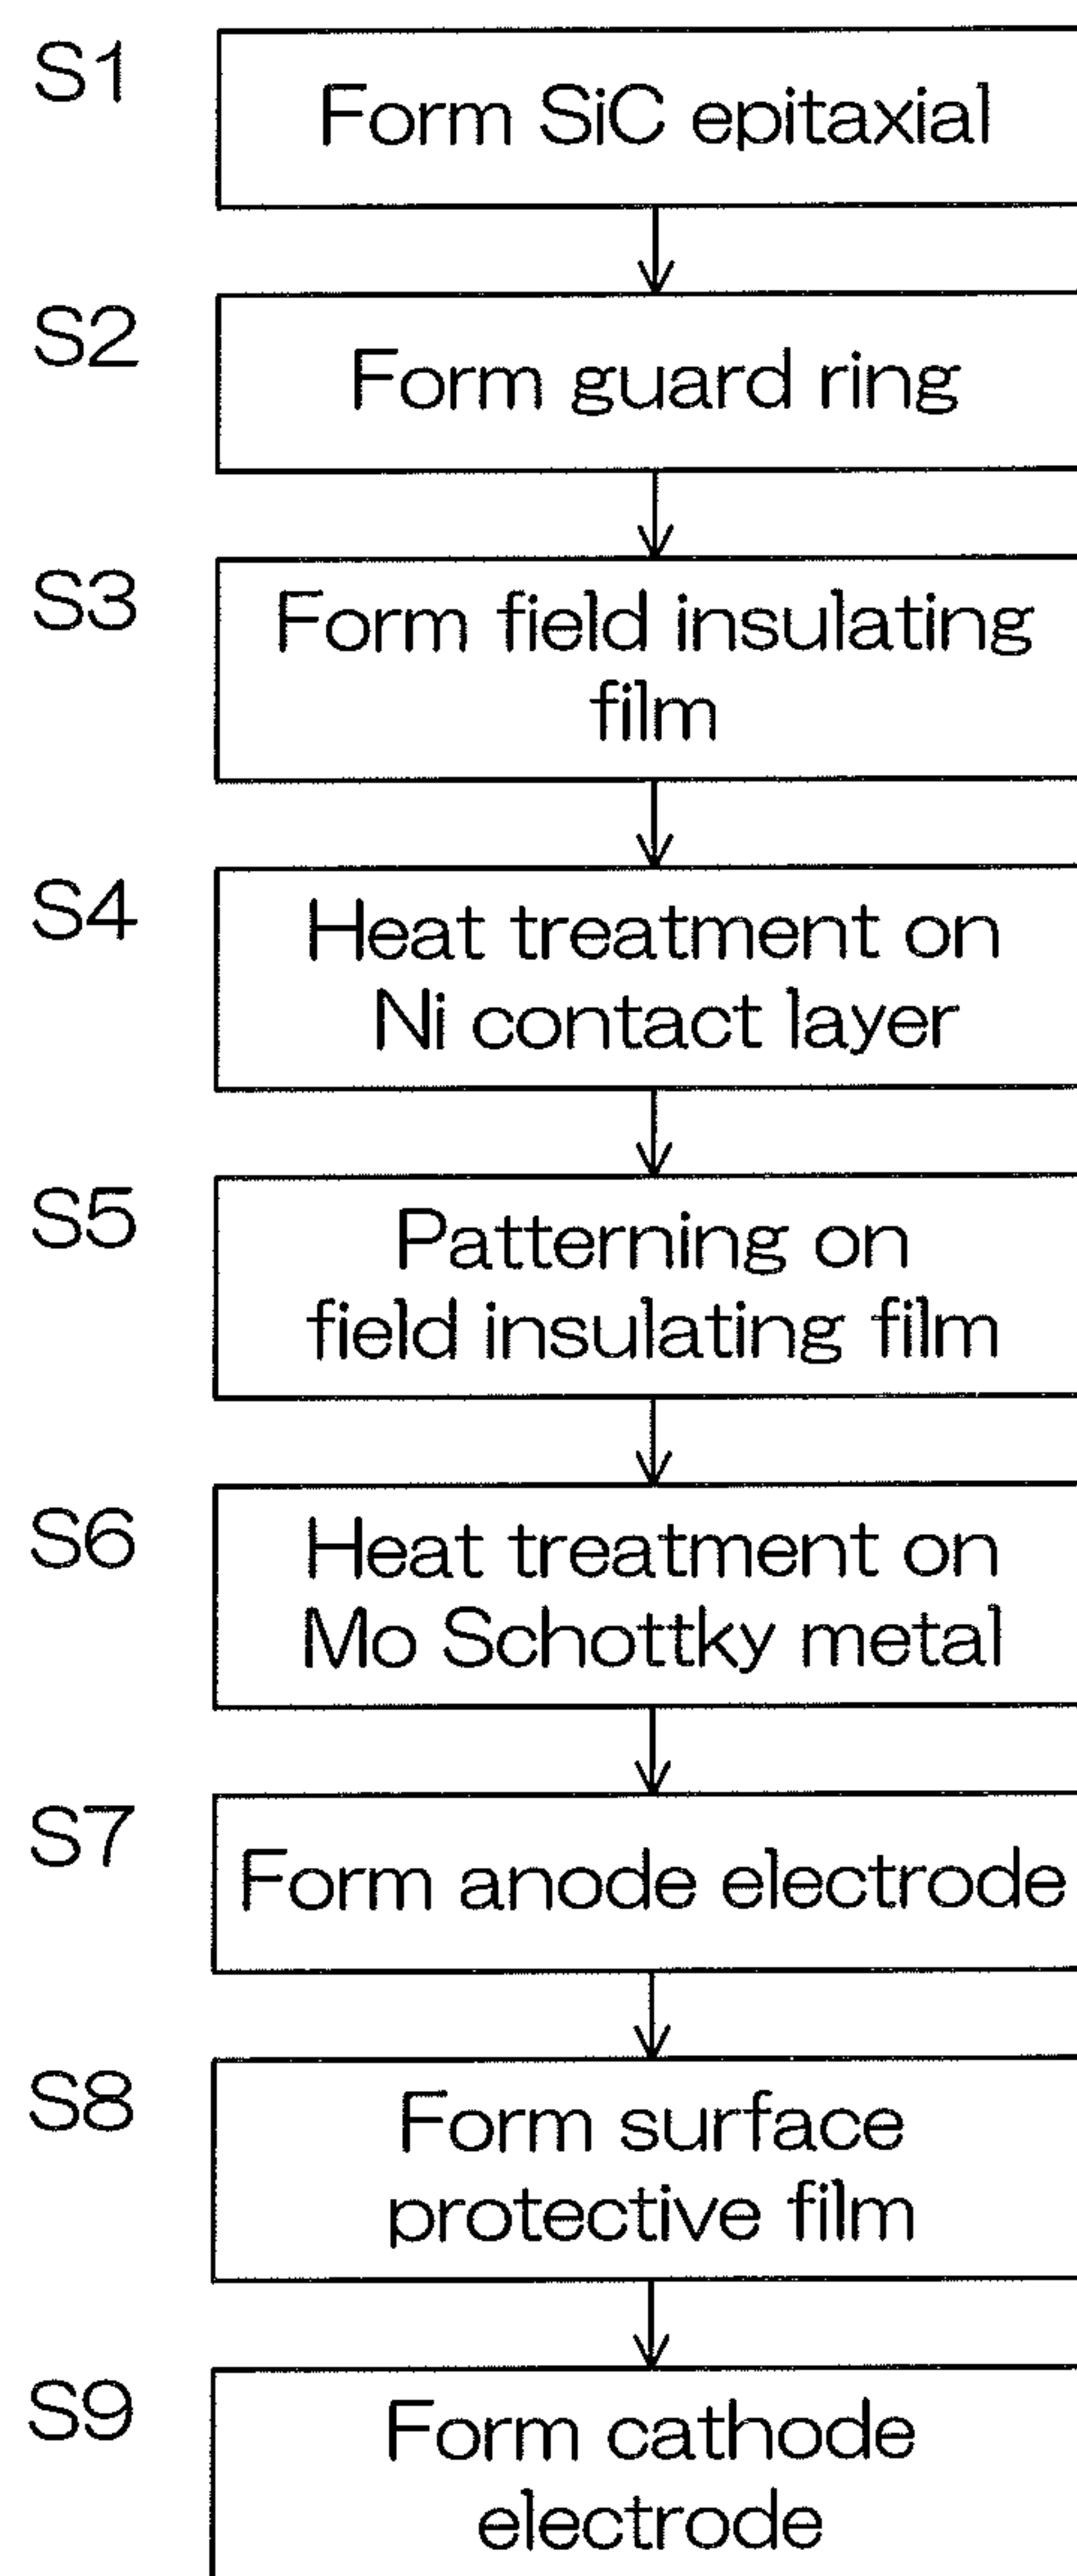 S1
Form SiC epitaxial
S2
Form guard ring
S3
Form field insulating
film
S4
Heat treatment on
Ni contact layer
S5
Patterning on
field insulating film
S6
Heat treatment on
Mo Schottky metal
S7
Form anode electrode
S8
Form surface
protective film
S9
Form cathode
electrode